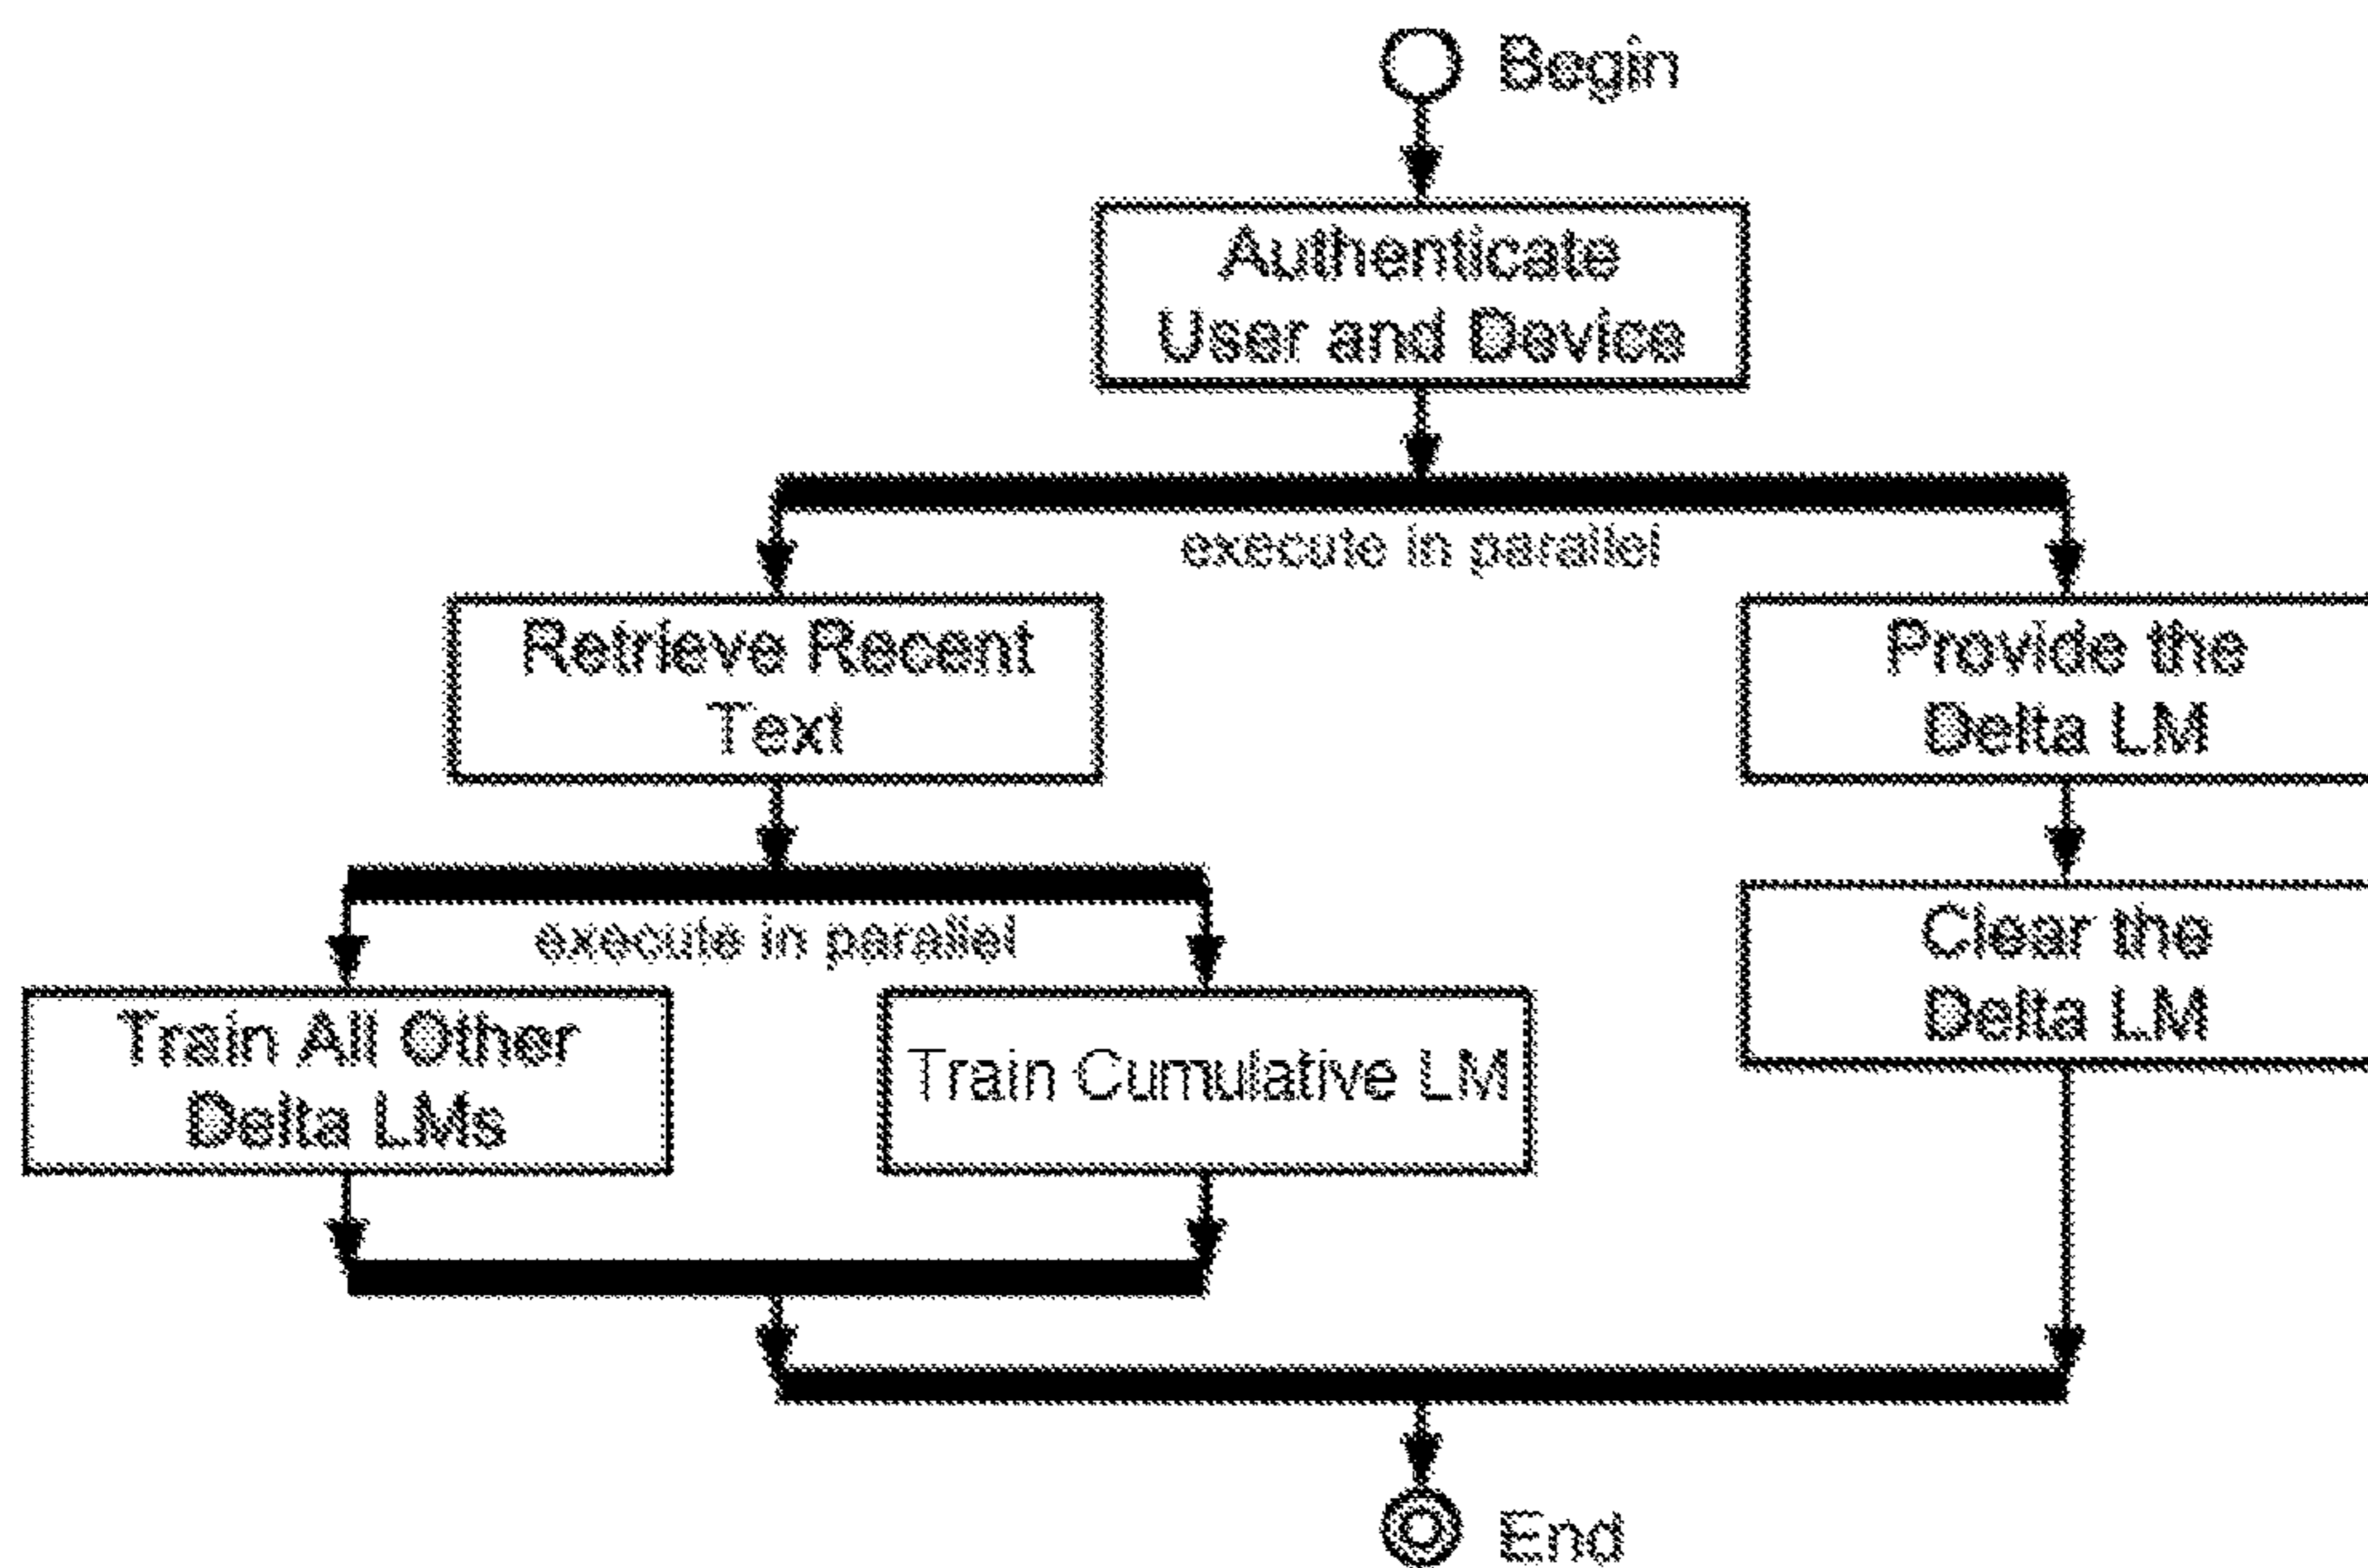 Begin
Authenticate
User and Device
execute in parallel
Retrieve Recent
Text
Provide the
Delta LM
execute in parallel
Clear the
Delta LM
Train All Other
Delta LMs
Train Cumulative LM
End